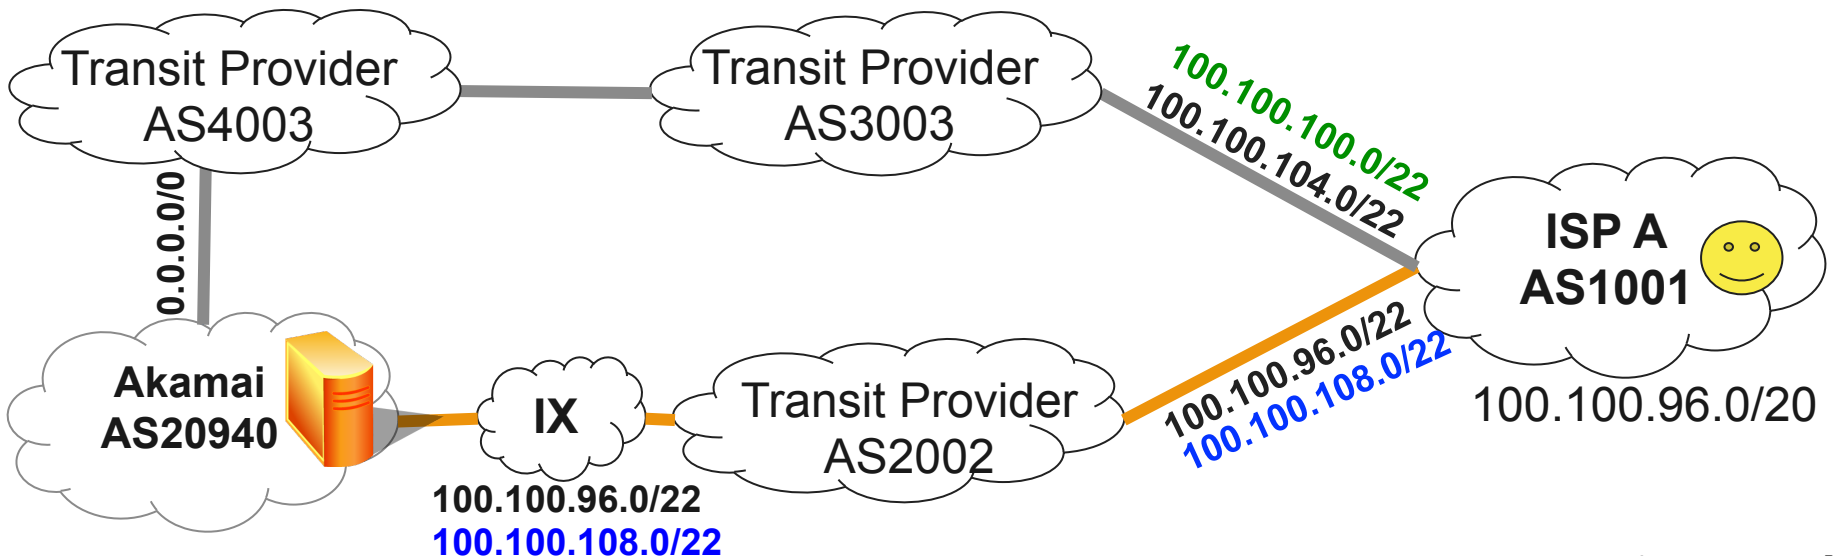 Transit Provider
AS4003
Transit Provider
AS3003
100.100.100.0/22
100.100.104.0/22
0.0.0.0/0
ISP A
AS1001
100.100.96.0/20
Akamai
AS20940
IX
Transit Provider
AS2002
100.100.96.0/22
100.100.108.0/22
100.100.96.0/22
100.100.108.0/22